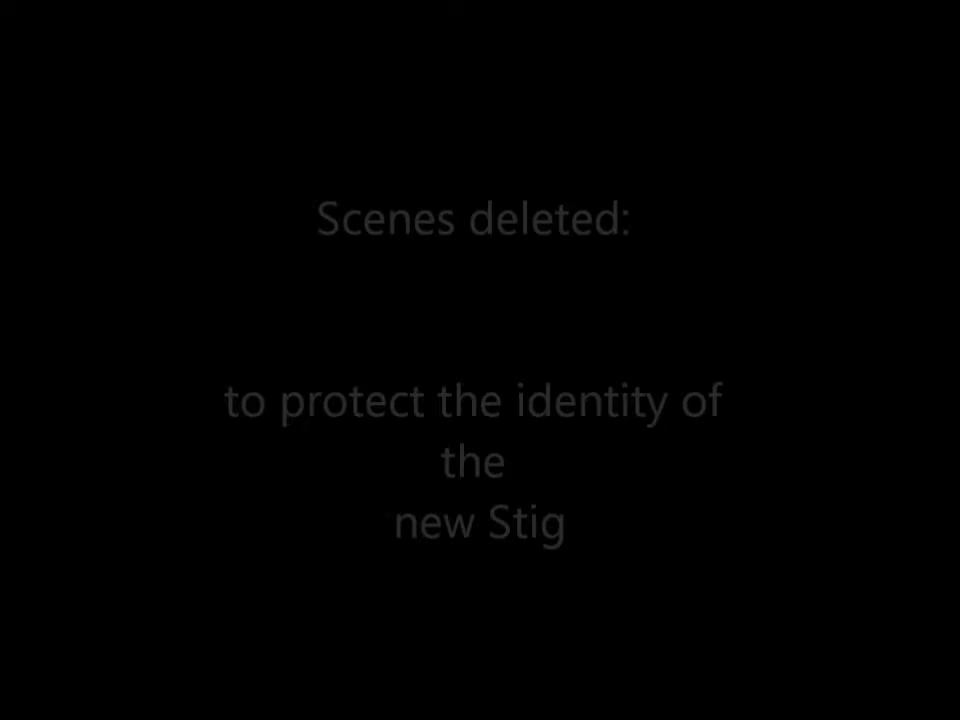 Scenes deleted:
to protect the identity of
the
new Stig